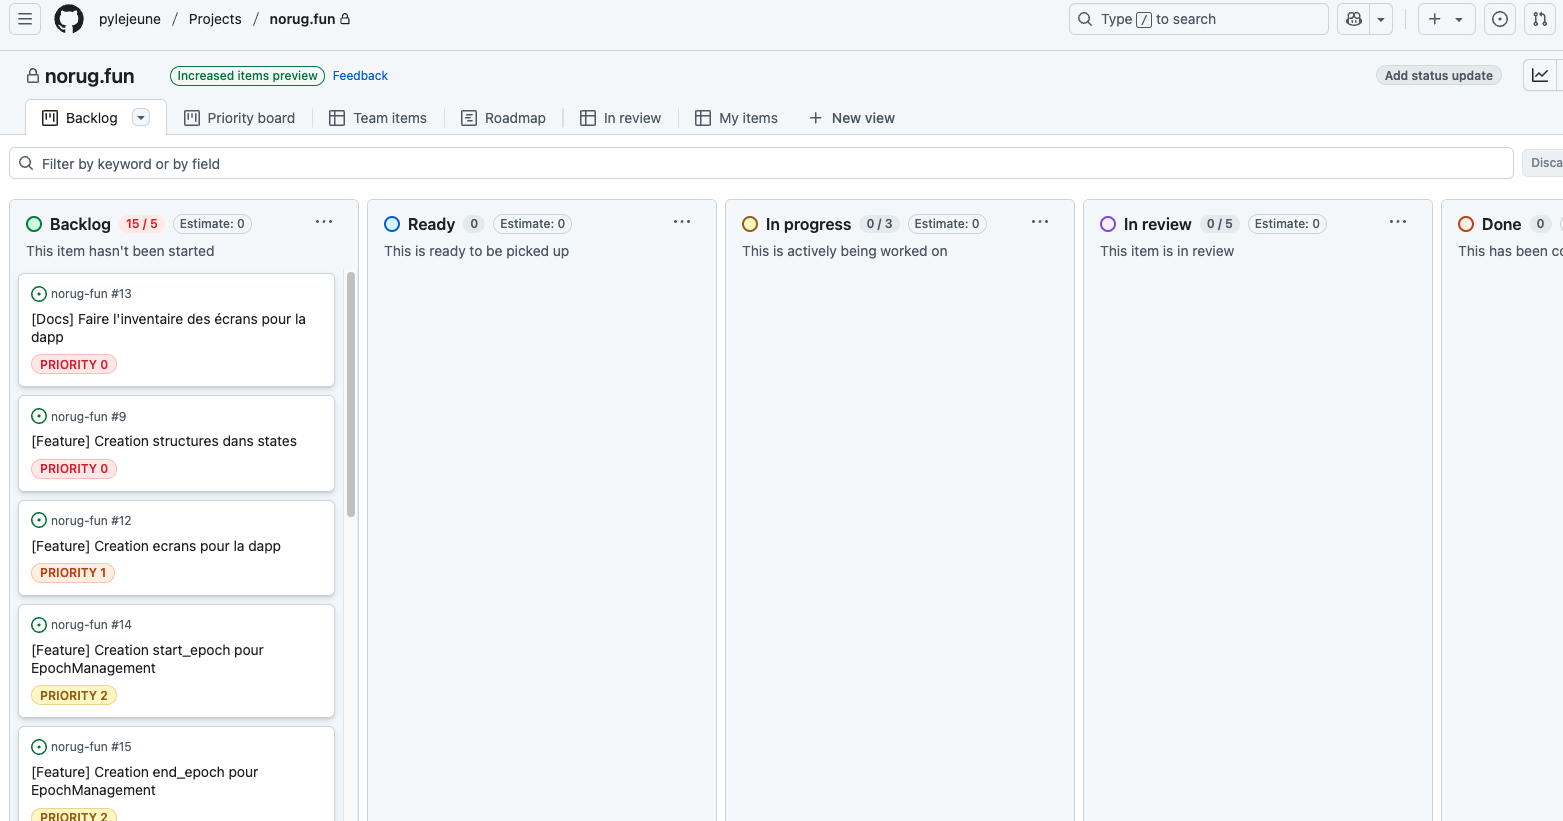 pylejeune / Projects / norug.fun
Type / to search
norug.fun
Increased items preview
Feedback
Add status update
Backlog
Priority board
Team items
Roadmap
In review
My items
New view
Filter by keyword or by field
Disca
Backlog 15 / 5 Estimate: 0
This item hasn't been started
norug-fun #13
[Docs] Faire l'inventaire des écrans pour la
dapp
PRIORITY 0
norug-fun #9
[Feature] Creation structures dans states
PRIORITY 0
norug-fun #12
[Feature] Creation ecrans pour la dapp
PRIORITY 1
norug-fun #14
[Feature] Creation start_epoch pour
EpochManagement
PRIORITY 2
norug-fun #15
[Feature] Creation end_epoch pour
EpochManagement
PRIORITY 2
Ready 0 Estimate: 0
This is ready to be picked up
In progress 0 / 3 Estimate: 0
This is actively being worked on
In review 0 / 5 Estimate: 0
This item is in review
Done 0
This has been co